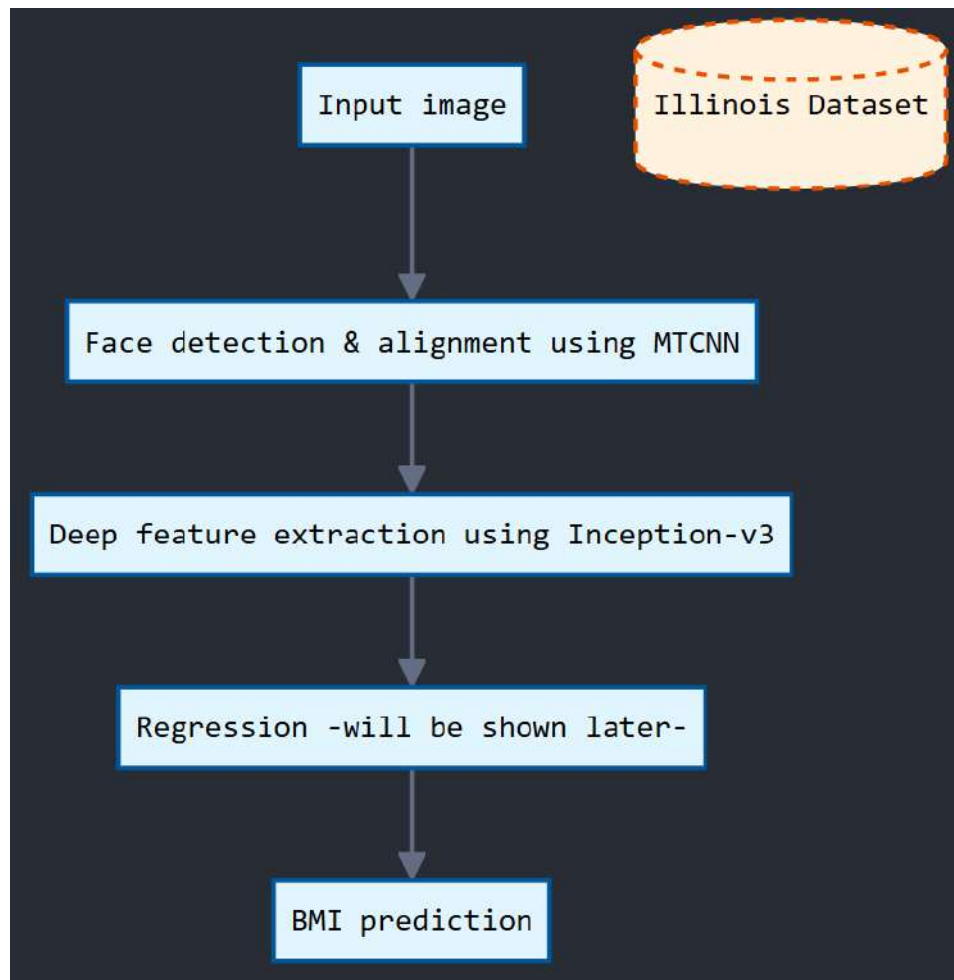 Input image
Illinois Dataset
Face detection & alignment using MTCNN
Deep feature extraction using Inception-v3
Regression -will be shown later-
BMI prediction